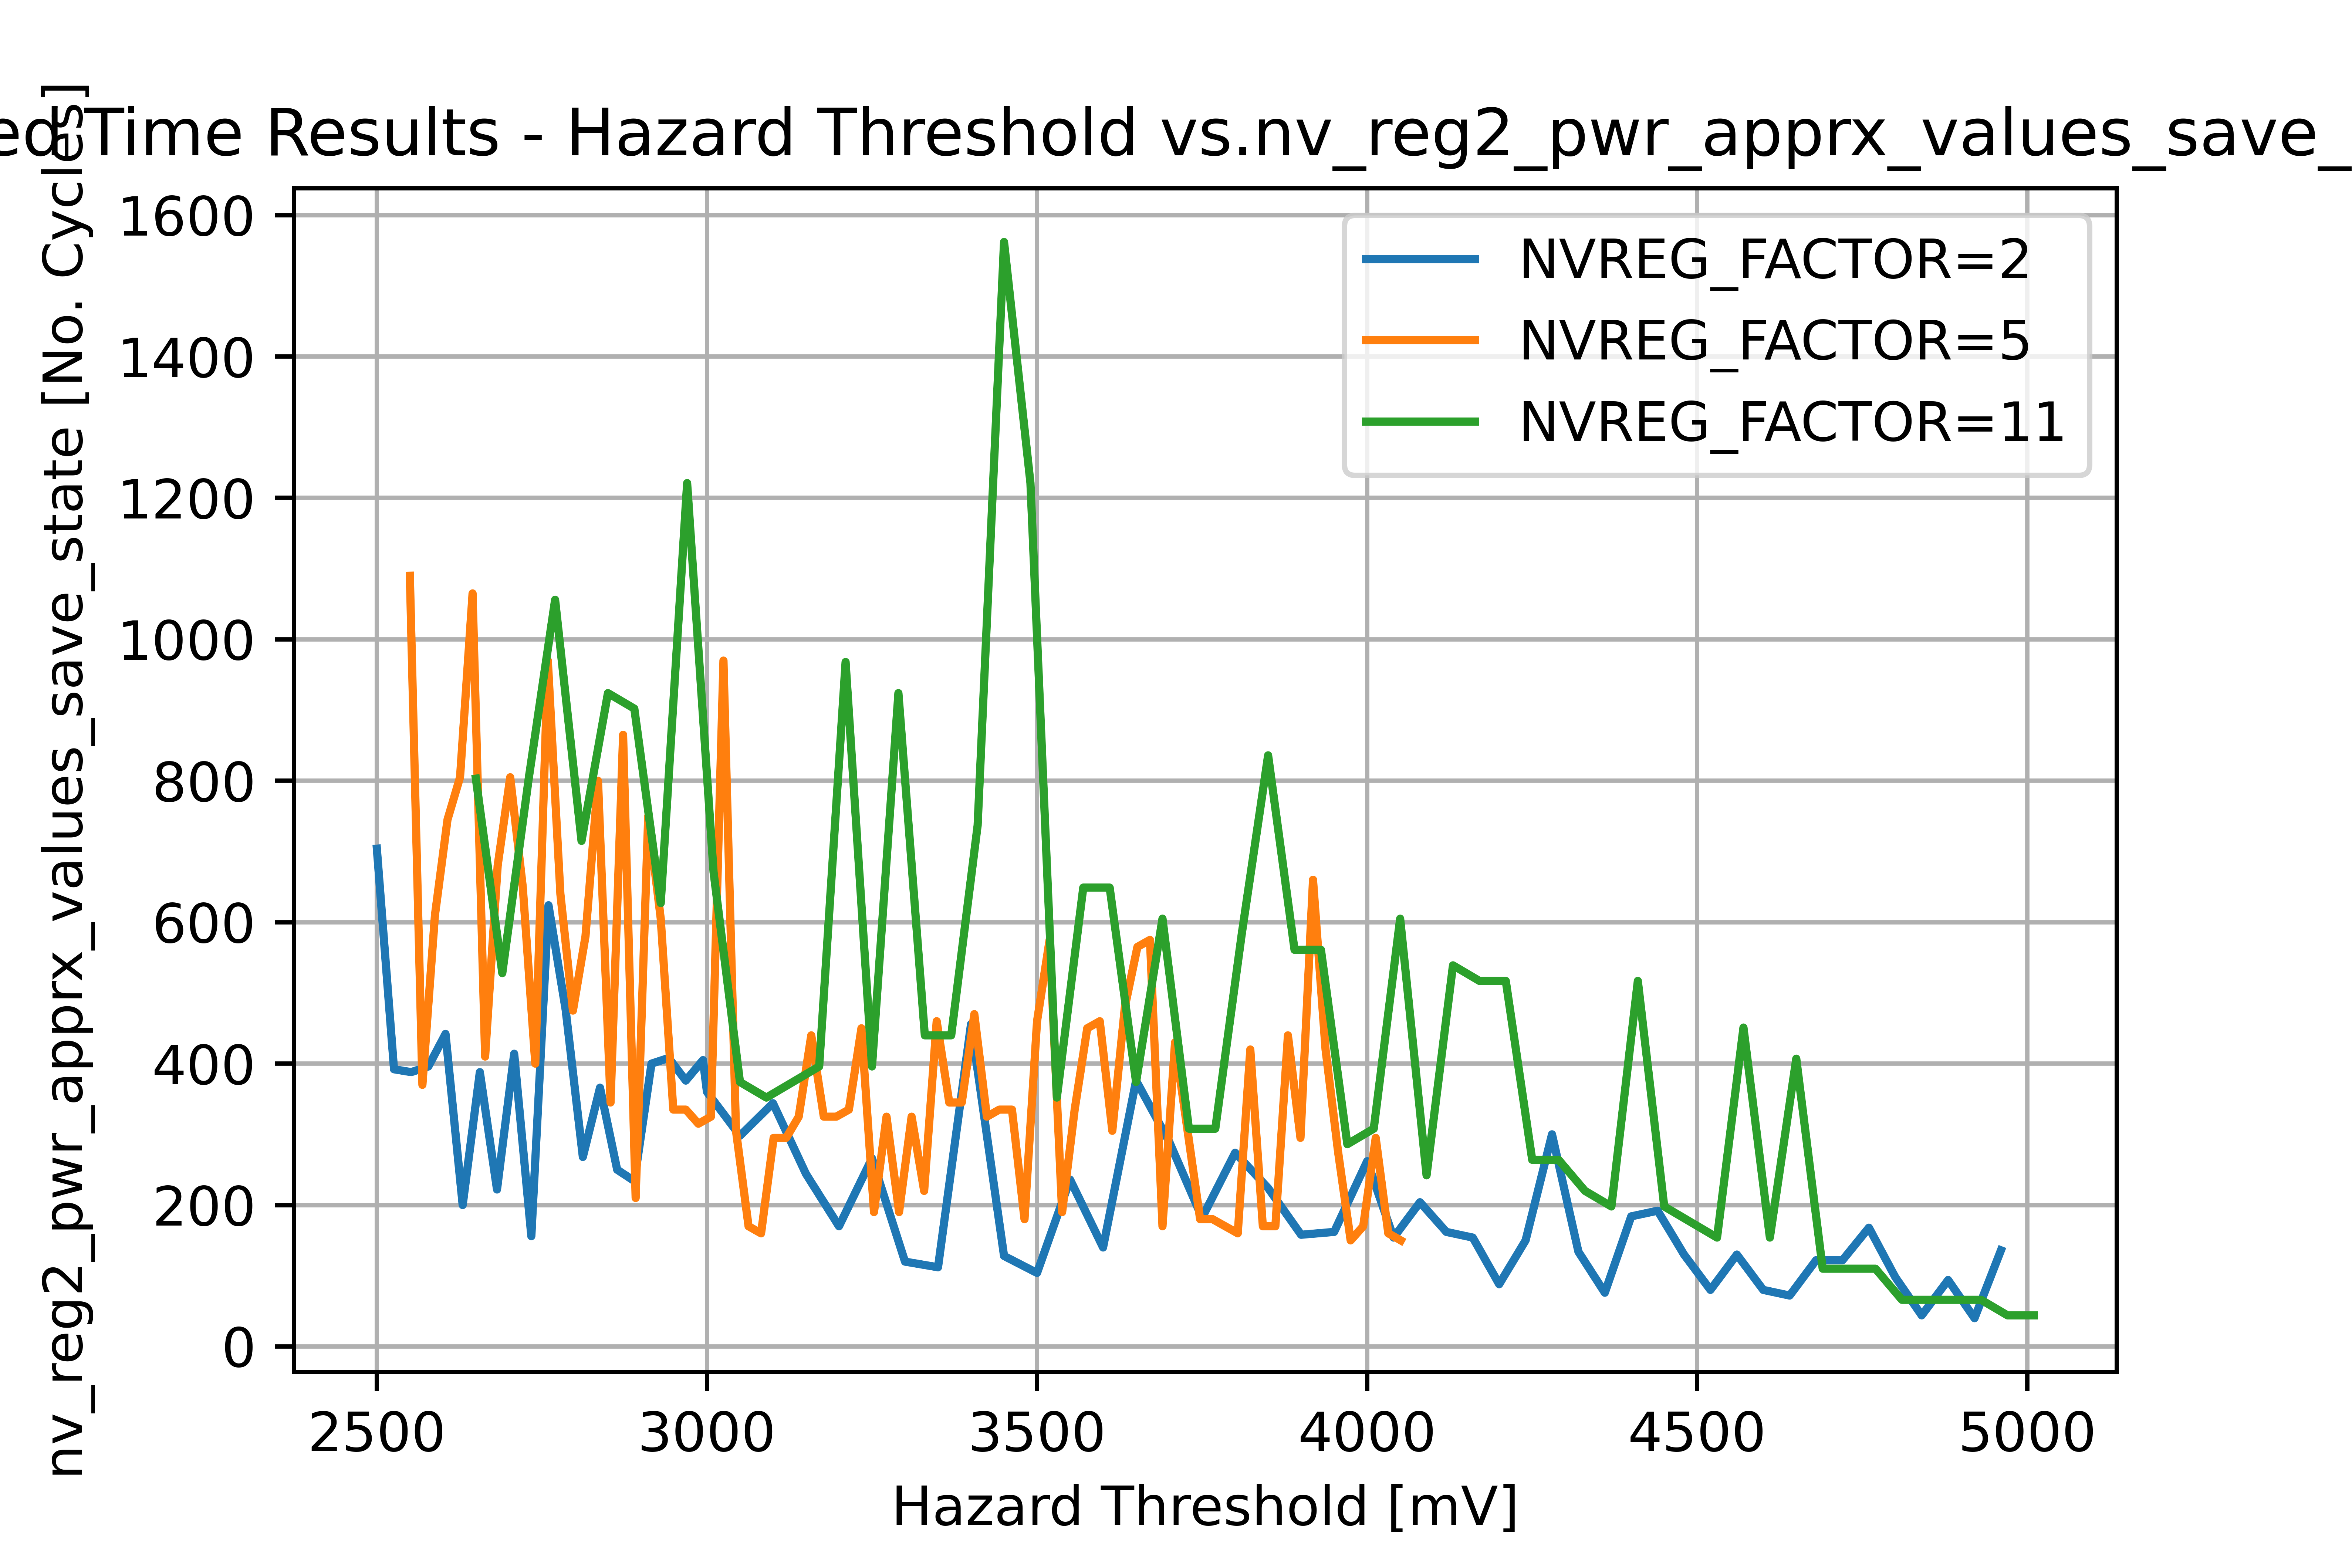 ed Time Results - Hazard Threshold vs.nv_reg2_pwr_apprx_values_save_
nv_reg2_pwr_apprx_values_save_state [No. Cycles]
1600
1400
1200
1000
800
600
400
200
0
NVREG_FACTOR=2
NVREG_FACTOR=5
NVREG_FACTOR=11
2500 3000 3500 4000 4500 5000
Hazard Threshold [mV]